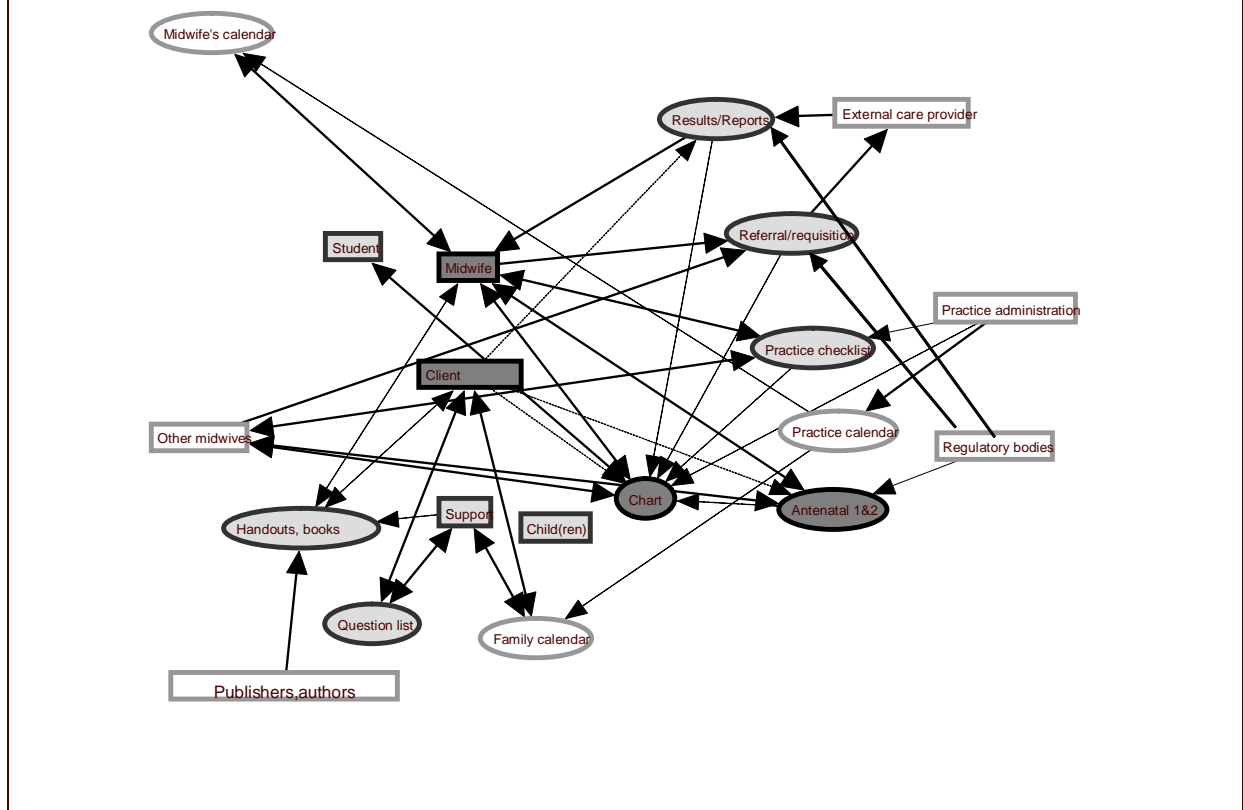 Midwife's calendar
Results/Reports
External care provider
Student
Midwife
Referral/requisition
Practice administration
Practice checklist
Client
Other midwives
Practice calendar
Regulatory bodies
Chart
Antenatal 1&2
Handouts, books
Support
Child(ren)
Question list
Family calendar
Publishers,authors